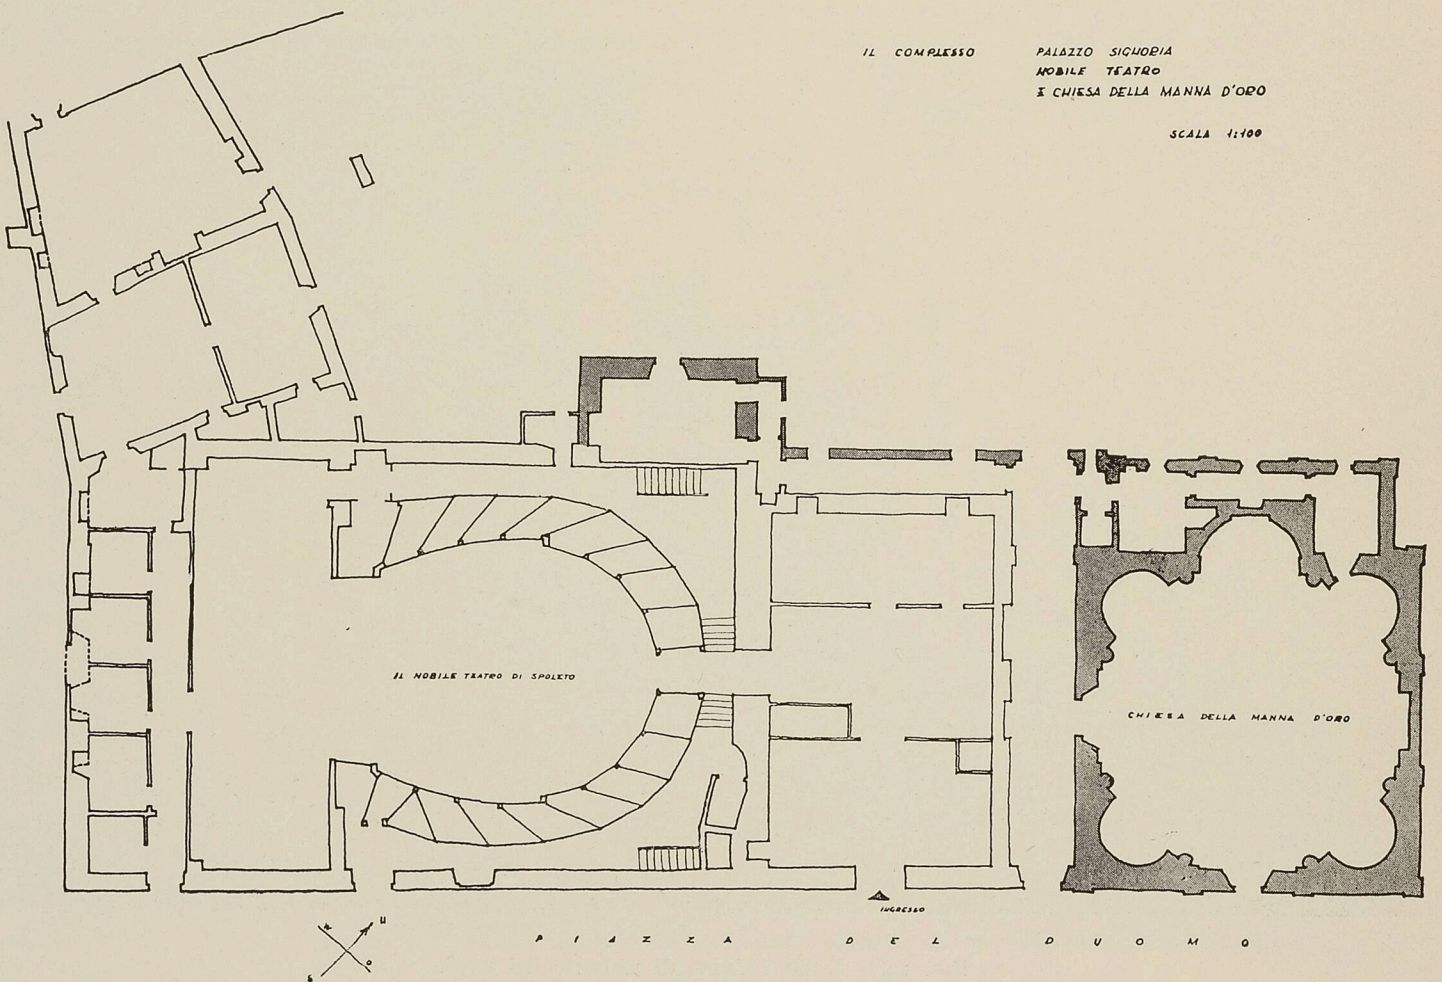 IL COMPLESSO PALAZZO SIGNORIA
NOBILE TEATRO
E CHIESA DELLA MANNA D'ORO
SCALA 1:100
IL NOBILE TEATRO DI SPOLETO
CHIESA DELLA MANNA D'ORO
INGRESSO
PIAZZA DEL DUOMO